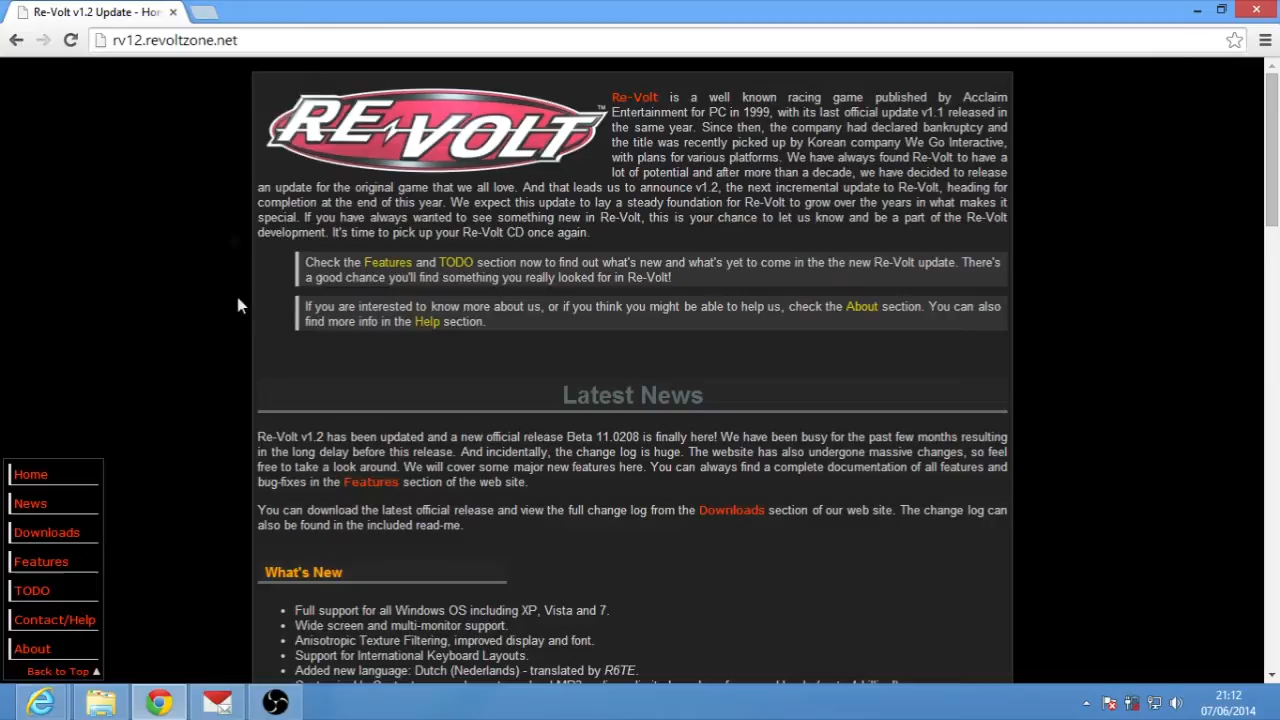 Re-Volt v1.2 Update - Ho
rv12.revoltzone.net
RE-VOLT™
Re-Volt is a well known racing game published by Acclaim
Entertainment for PC in 1999, with its last official update v1.1 released in
the same year. Since then, the company had declared bankruptcy and
the title was recently picked up by Korean company We Go Interactive,
with plans for various platforms. We have always found Re-Volt to have a
lot of potential and after more than a decade, we have decided to release
an update for the original game that we all love. And that leads us to announce v1.2, the next incremental update to Re-Volt, heading for
completion at the end of this year. We expect this update to lay a steady foundation for Re-Volt to grow over the years in what makes it
special. If you have always wanted to see something new in Re-Volt, this is your chance to let us know and be a part of the Re-Volt
development. It's time to pick up your Re-Volt CD once again.
Check the Features and TODO section now to find out what's new and what's yet to come in the the new Re-Volt update. There's
a good chance you'll find something you really looked for in Re-Volt!
If you are interested to know more about us, or if you think you might be able to help us, check the About section. You can also
find more info in the Help section.
Latest News
Re-Volt v1.2 has been updated and a new official release Beta 11.0208 is finally here! We have been busy for the past few months resulting
in the long delay before this release. And incidentally, the change log is huge. The website has also undergone massive changes, so feel
free to take a look around. We will cover some major new features here. You can always find a complete documentation of all features and
bug-fixes in the Features section of the web site.
You can download the latest official release and view the full change log from the Downloads section of our web site. The change log can
also be found in the included read-me.
What's New
• Full support for all Windows OS including XP, Vista and 7.
• Wide screen and multi-monitor support.
• Anisotropic Texture Filtering, improved display and font.
• Support for International Keyboard Layouts.
• Added new language: Dutch (Nederlands) - translated by R6TE.
Home
News
Downloads
Features
TODO
Contact/Help
About
Back to Top ▲
21:12
07/06/2014